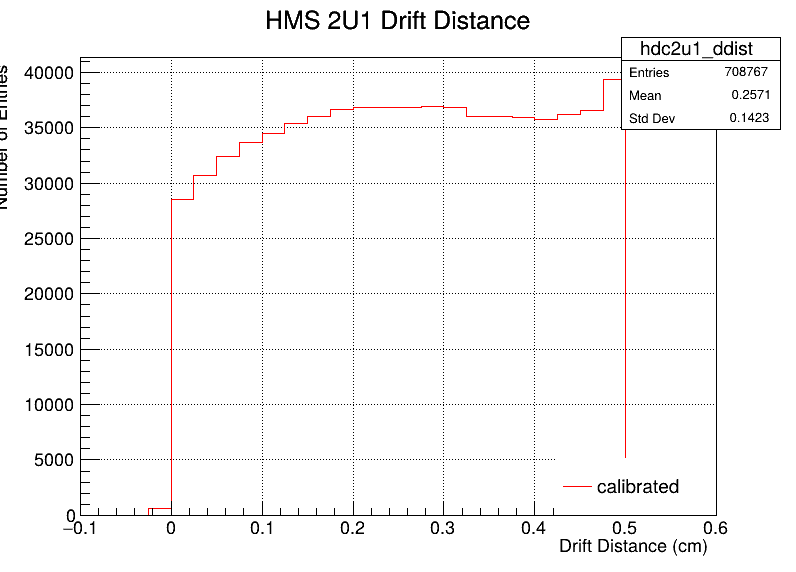 HMS 2U1 Drift Distance
hdc2u1_ddist
Entries 708767
Mean 0.2571
Std Dev 0.1423
Number of Entries
40000
35000
30000
25000
20000
15000
10000
5000
0
−0.1 0 0.1 0.2 0.3 0.4 0.5 0.6
Drift Distance (cm)
calibrated